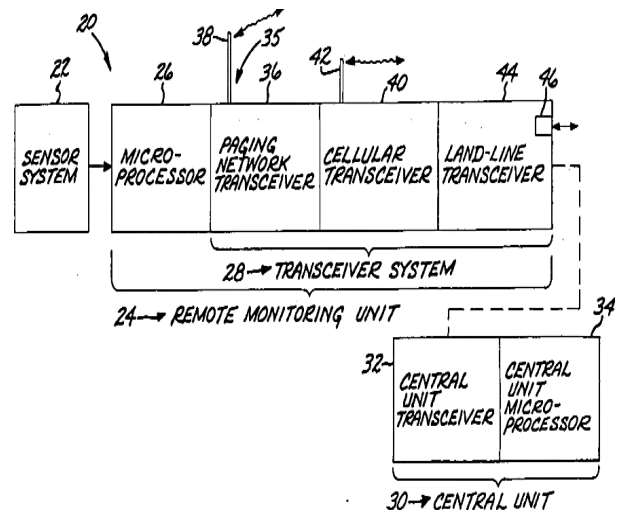 20
22
26
38
35
36
42
40
44
46
SENSOR
SYSTEM
MICRO-
PROCESSOR
PAGING
NETWORK
TRANSCEIVER
CELLULAR
TRANSCEIVER
LAND-LINE
TRANSCEIVER
28→TRANSCEIVER SYSTEM
24→REMOTE MONITORING UNIT
32
34
CENTRAL
UNIT
TRANSCEIVER
CENTRAL
UNIT
MICRO-
PROCESSOR
30→CENTRAL UNIT